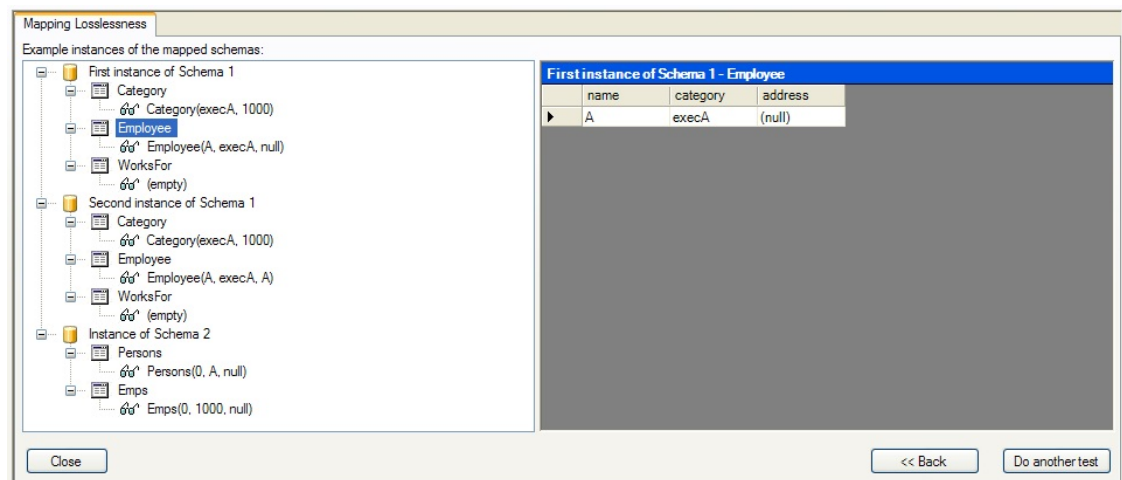 Mapping Losslessness
Example instances of the mapped schemas:
First instance of Schema 1
Category
Category(execA, 1000)
Employee
Employee(A, execA, null)
WorksFor
(empty)
Second instance of Schema 1
Category
Category(execA, 1000)
Employee
Employee(A, execA, A)
WorksFor
(empty)
Instance of Schema 2
Persons
Persons(0, A, null)
Emps
Emps(0, 1000, null)
First instance of Schema 1 - Employee
name category address
A execA (null)
Close << Back Do another test